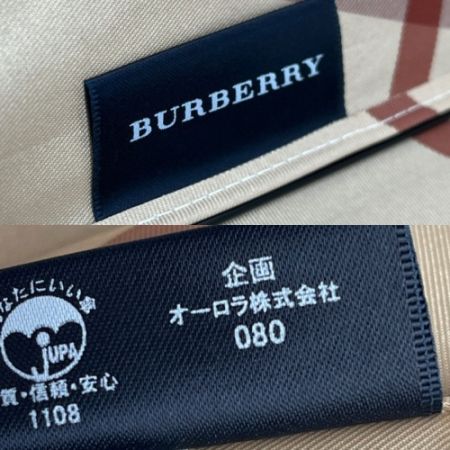 BURBERRY
なたにいい傘
JUPA
質・信頼・安心
1108
企画
オーロラ株式会社
080